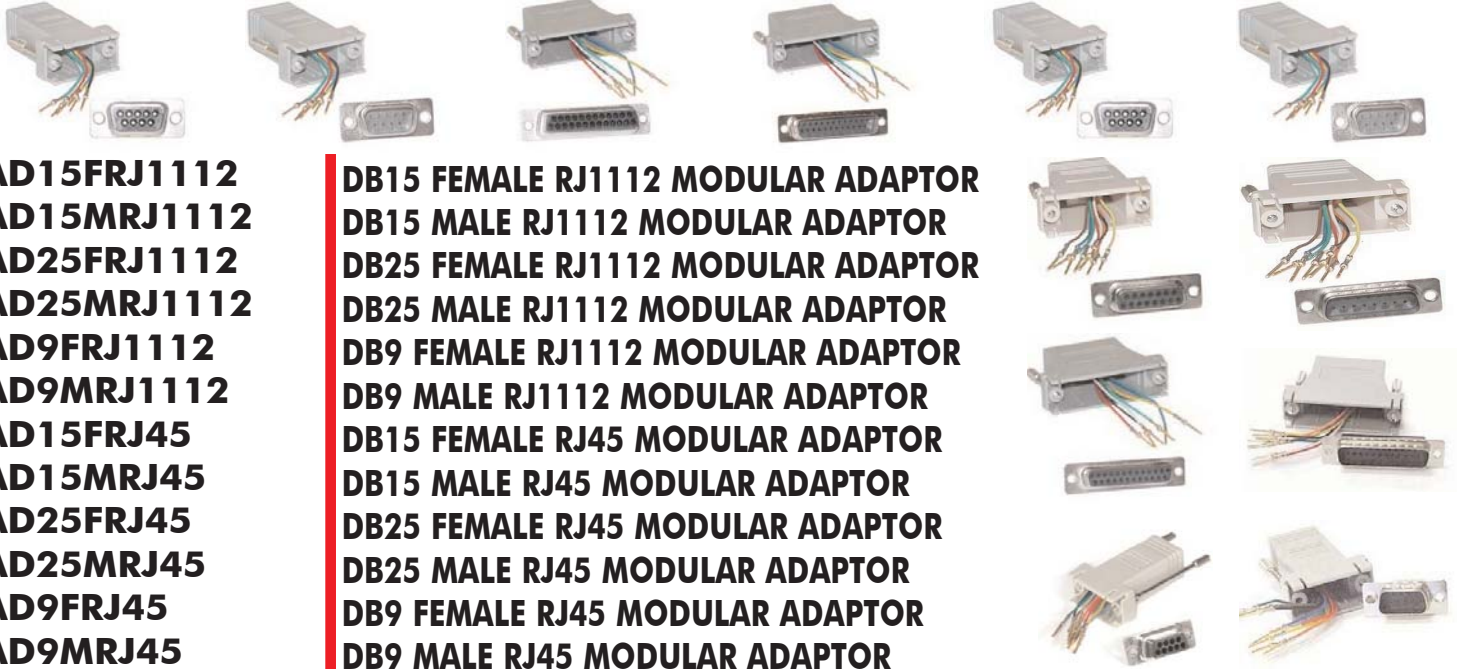 AD15FRJ1112 DB15 FEMALE RJ1112 MODULAR ADAPTOR
AD15MRJ1112 DB15 MALE RJ1112 MODULAR ADAPTOR
AD25FRJ1112 DB25 FEMALE RJ1112 MODULAR ADAPTOR
AD25MRJ1112 DB25 MALE RJ1112 MODULAR ADAPTOR
AD9FRJ1112 DB9 FEMALE RJ1112 MODULAR ADAPTOR
AD9MRJ1112 DB9 MALE RJ1112 MODULAR ADAPTOR
AD15FRJ45 DB15 FEMALE RJ45 MODULAR ADAPTOR
AD15MRJ45 DB15 MALE RJ45 MODULAR ADAPTOR
AD25FRJ45 DB25 FEMALE RJ45 MODULAR ADAPTOR
AD25MRJ45 DB25 MALE RJ45 MODULAR ADAPTOR
AD9FRJ45 DB9 FEMALE RJ45 MODULAR ADAPTOR
AD9MRJ45 DB9 MALE RJ45 MODULAR ADAPTOR